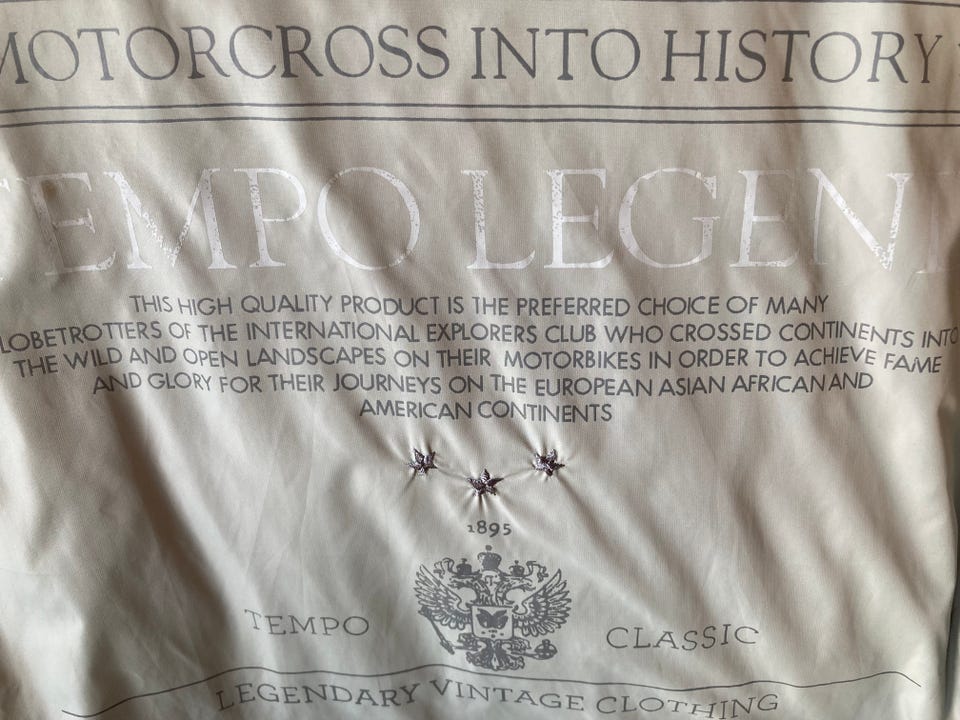 MOTORCROSS INTO HISTORY
TEMPO LEGEND
THIS HIGH QUALITY PRODUCT IS THE PREFERRED CHOICE OF MANY
LOBETROTTERS OF THE INTERNATIONAL EXPLORERS CLUB WHO CROSSED CONTINENTS INTO
THE WILD AND OPEN LANDSCAPES ON THEIR MOTORBIKES IN ORDER TO ACHIEVE FAME
AND GLORY FOR THEIR JOURNEYS ON THE EUROPEAN ASIAN AFRICAN AND
AMERICAN CONTINENTS
1895
TEMPO CLASSIC
LEGENDARY VINTAGE CLOTHING